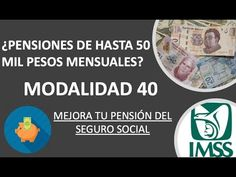 ¿PENSIONES DE HASTA 50
MIL PESOS MENSUALES?
MODALIDAD 40
MEJORA TU PENSIÓN DEL
SEGURO SOCIAL
IMSS